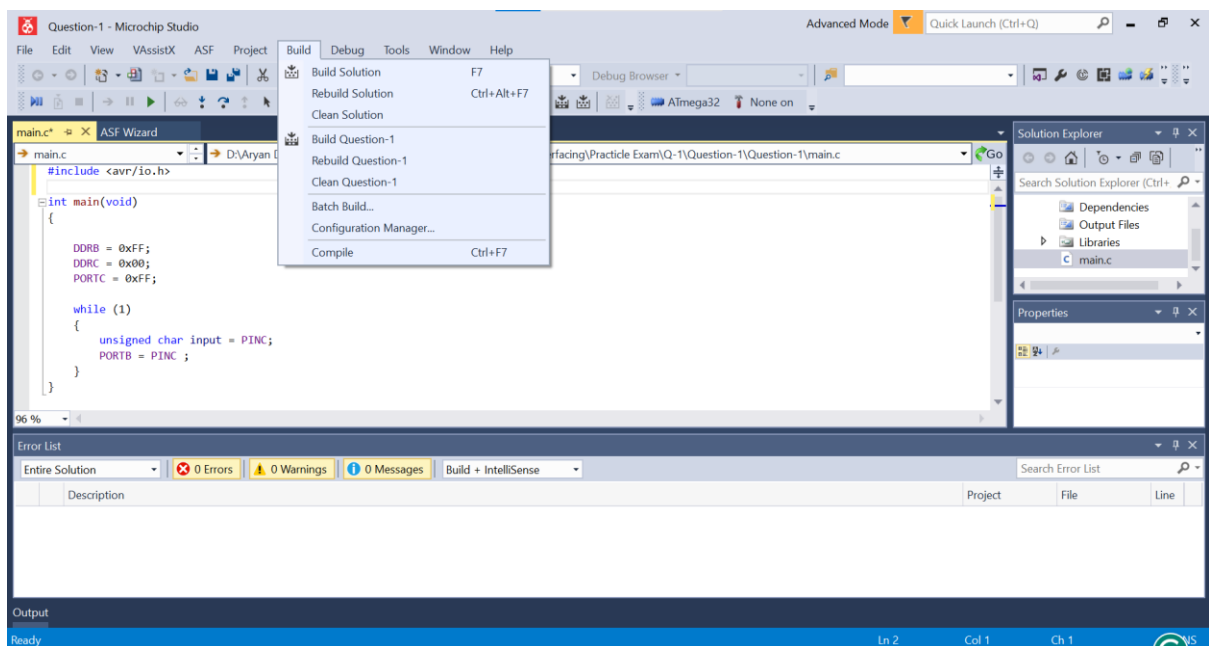 Question-1 - Microchip Studio
Advanced Mode
Quick Launch (Ctrl+Q)
File Edit View VAssistX ASF Project Build Debug Tools Window Help
Build Solution F7
Rebuild Solution Ctrl+Alt+F7
Clean Solution
Build Question-1
Rebuild Question-1
Clean Question-1
Batch Build...
Configuration Manager...
Compile Ctrl+F7
Debug Browser
ATmega32 None on
main.c* ASF Wizard
main.c D:\Aryan rfacing\Practicle Exam\Q-1\Question-1\Question-1\main.c Go
#include <avr/io.h>
int main(void)
{
DDRB = 0xFF;
DDRC = 0x00;
PORTC = 0xFF;
while (1)
{
unsigned char input = PINC;
PORTB = PINC ;
}
}
96 %
Solution Explorer
Search Solution Explorer (Ctrl+
Dependencies
Output Files
Libraries
main.c
Properties
Error List
Entire Solution 0 Errors 0 Warnings 0 Messages Build + IntelliSense Search Error List
Description Project File Line
Output
Ready Ln 2 Col 1 Ch 1